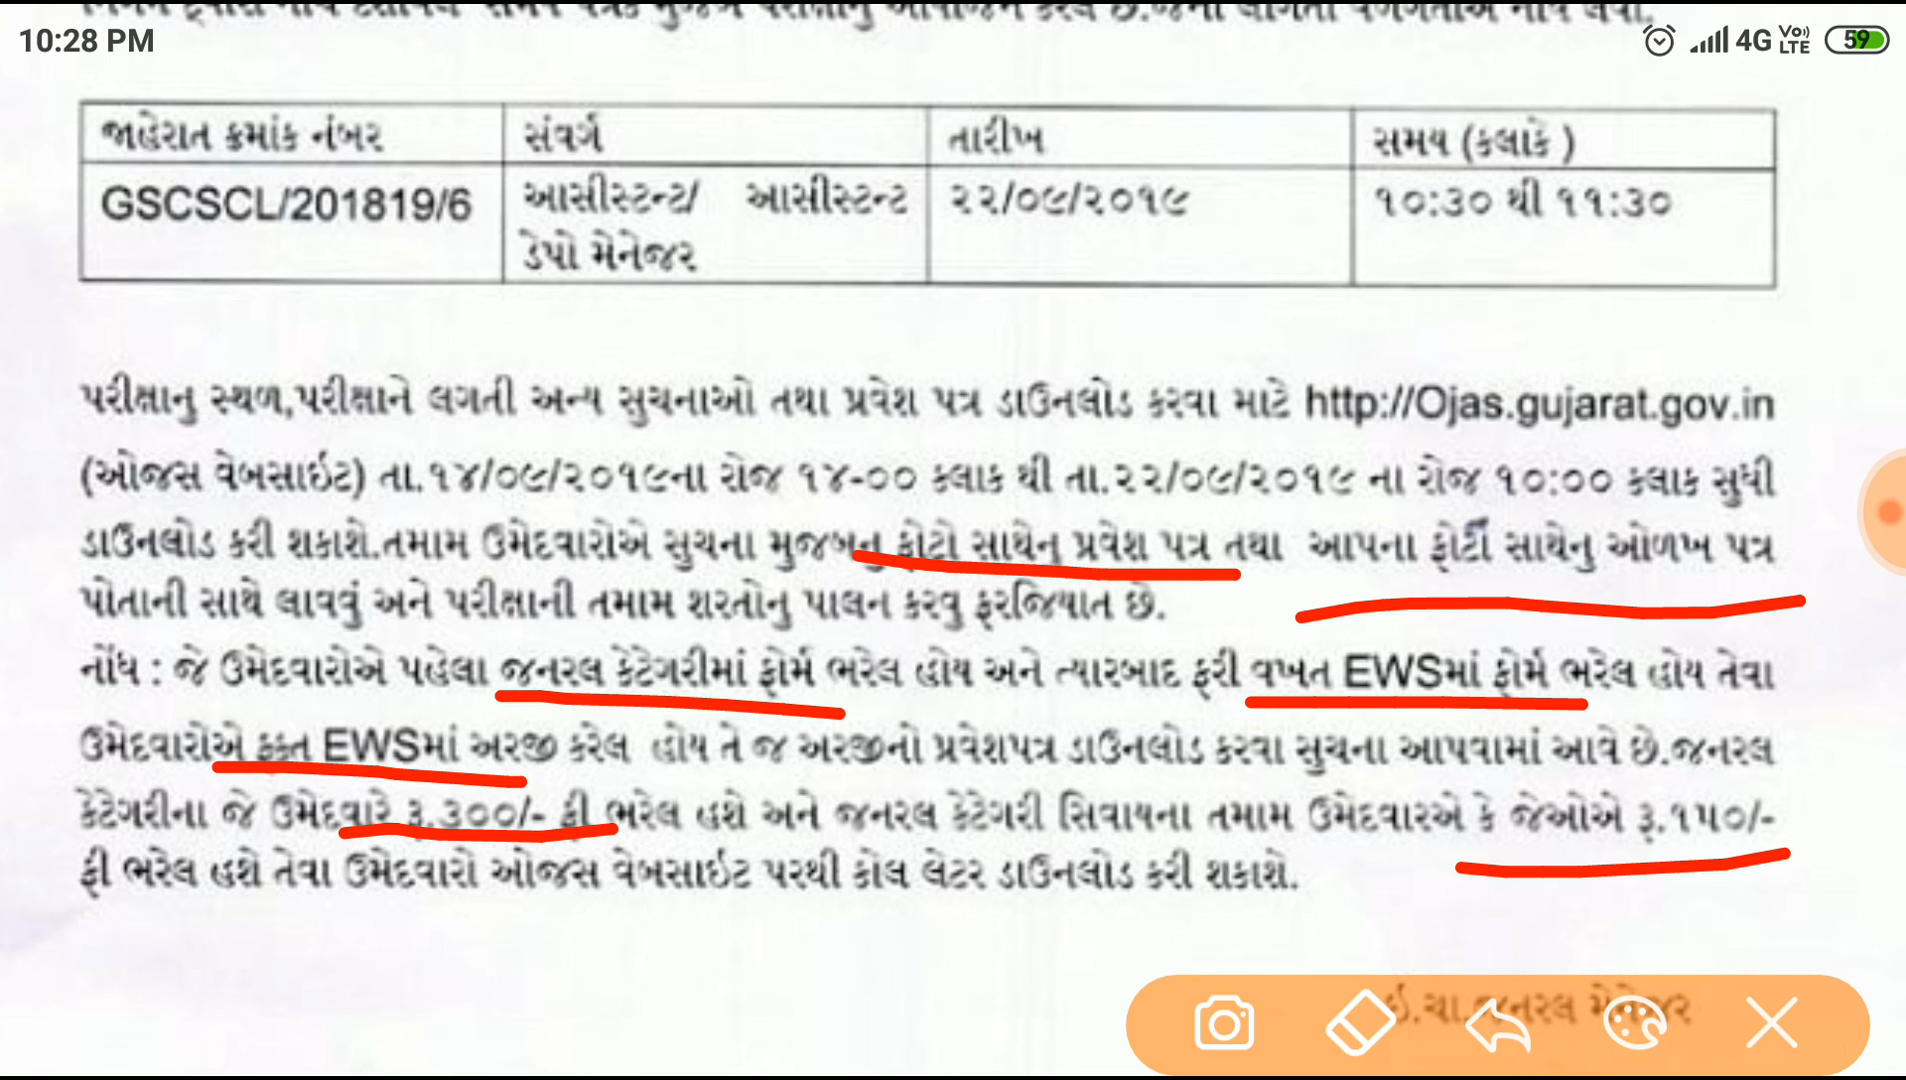 10:28 PM
4G Vo)) LTE 59
જાહેરાત ક્રમાંક નંબર સંવર્ગ તારીખ સમય (કલાકે )
GSCSCL/201819/6 આસીસ્ટન્ટ/ આસીસ્ટન્ટ ૨૨/૦૯/૨૦૧૯ ૧૦:૩૦ થી ૧૧:૩૦
ડેપો મેનેજર
પરીક્ષાનુ સ્થળ,પરીક્ષાને લગતી અન્ય સુચનાઓ તથા પ્રવેશ પત્ર ડાઉનલોડ કરવા માટે http://Ojas.gujarat.gov.in
(ઓજસ વેબસાઇટ) તા.૧૪/૦૯/૨૦૧૯ના રોજ ૧૪-૦૦ કલાક થી તા.૨૨/૦૯/૨૦૧૯ ના રોજ ૧૦:૦૦ કલાક સુધી
ડાઉનલોડ કરી શકાશે.તમામ ઉમેદવારોએ સુચના મુજબનુ ફોટો સાથેનુ પ્રવેશ પત્ર તથા આપના ફોટો સાથેનુ ઓળખ પત્ર
પોતાની સાથે લાવવું અને પરીક્ષાની તમામ શરતોનુ પાલન કરવુ ફરજિયાત છે.
નોંધ : જે ઉમેદવારોએ પહેલા જનરલ કેટેગરીમાં ફોર્મ ભરેલ હોય અને ત્યારબાદ ફરી વખત EWSમાં ફોર્મ ભરેલ હોય તેવા
ઉમેદવારોએ ફક્ત EWSમાં અરજી કરેલ હોય તે જ અરજીનો પ્રવેશપત્ર ડાઉનલોડ કરવા સુચના આપવામાં આવે છે.જનરલ
કેટેગરીના જે ઉમેદવારે રૂ.૩૦૦/- ફી ભરેલ હશે અને જનરલ કેટેગરી સિવાયના તમામ ઉમેદવારએ કે જેઓએ રૂ.૧૫૦/-
ફી ભરેલ હશે તેવા ઉમેદવારો ઓજસ વેબસાઇટ પરથી કોલ લેટર ડાઉનલોડ કરી શકાશે.
ઇ.ચા.જનરલ મેનેજર